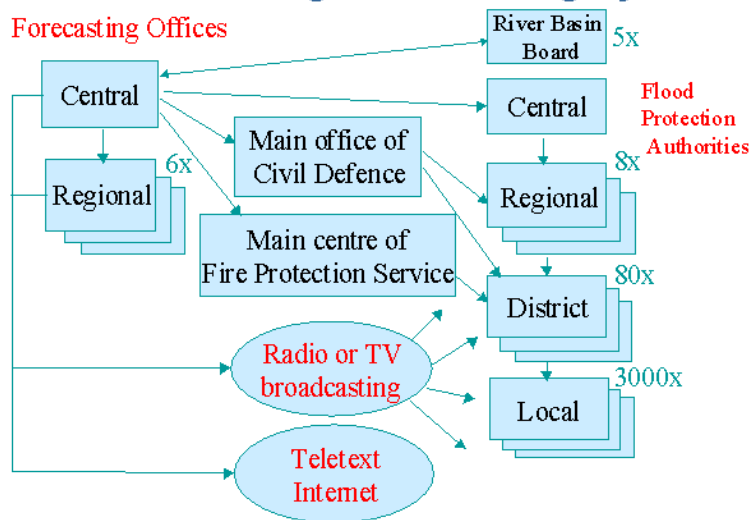 Forecasting Offices
River Basin
Board
5x
Central
Central
Flood
Protection
Authorities
Main office of
Civil Defence
6x
Regional
8x
Regional
Main centre of
Fire Protection Service
80x
District
Radio or TV
broadcasting
3000x
Local
Teletext
Internet